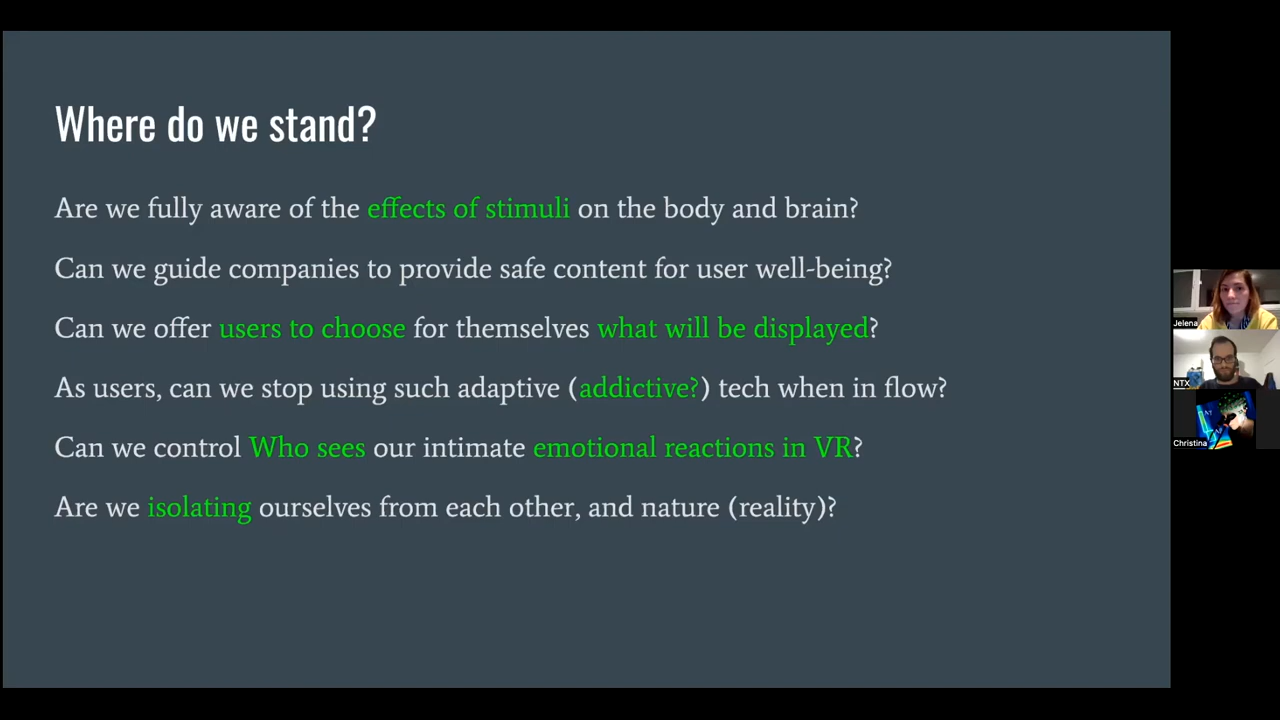 Where do we stand?
Are we fully aware of the effects of stimuli on the body and brain?
Can we guide companies to provide safe content for user well-being?
Can we offer users to choose for themselves what will be displayed?
As users, can we stop using such adaptive (addictive?) tech when in flow?
Can we control Who sees our intimate emotional reactions in VR?
Are we isolating ourselves from each other, and nature (reality)?
Jelena
NTX
Christina